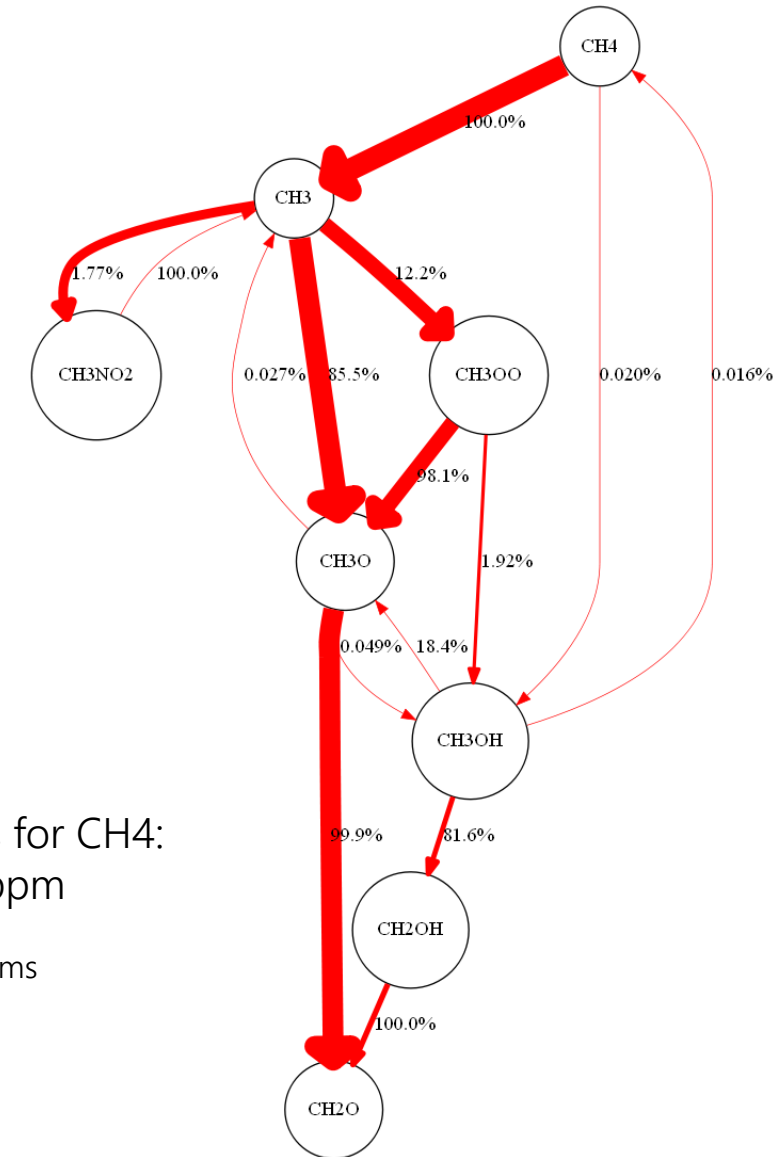 CH4
100.0%
CH3
1.77%
100.0%
12.2%
CH3NO2
0.027%
85.5%
CH3OO
0.020%
0.016%
98.1%
CH3O
1.92%
0.049%
18.4%
CH3OH
for CH4:
99.9%
81.6%
ppm
CH2OH
ms
100.0%
CH2O